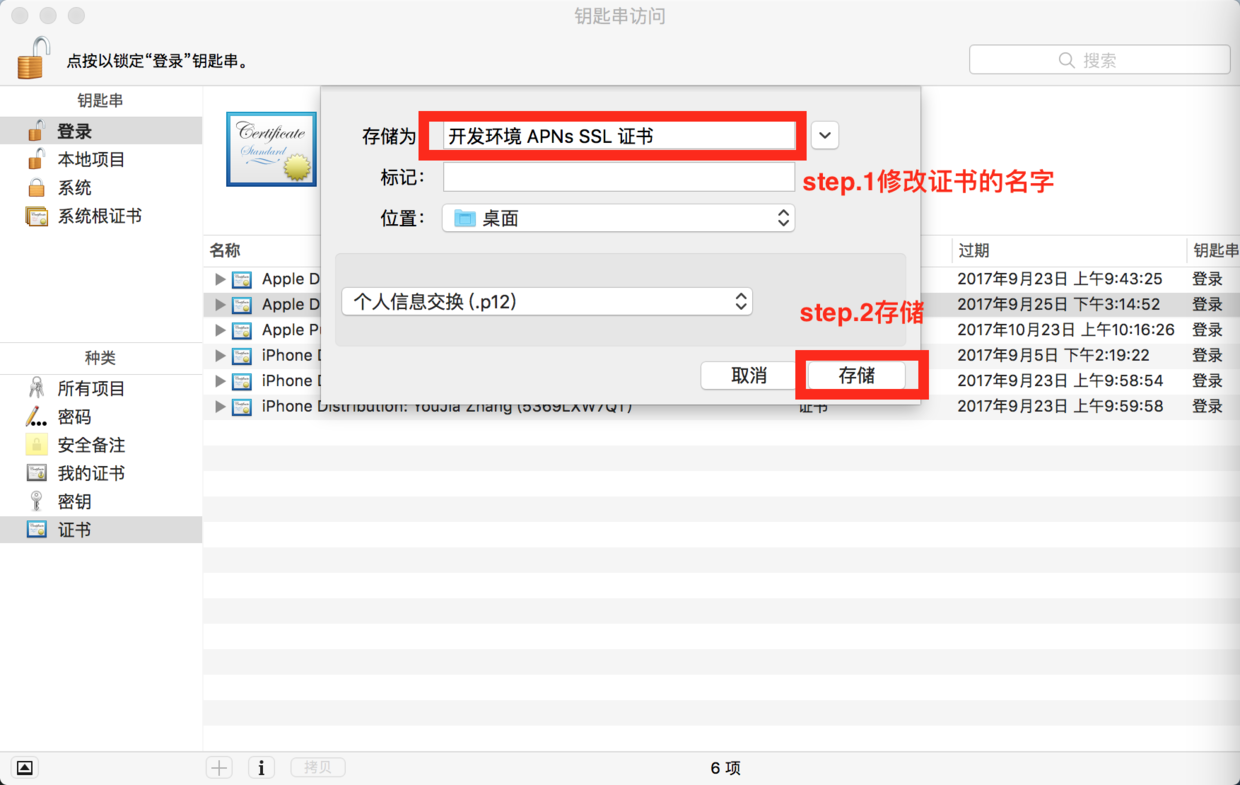 钥匙串访问
点按以锁定“登录”钥匙串。
搜索
钥匙串
登录
本地项目
系统
系统根证书
种类
所有项目
密码
安全备注
我的证书
密钥
证书
Certificate
Standard
存储为
开发环境 APNs SSL 证书
标记：
step.1修改证书的名字
位置：
桌面
个人信息交换 (.p12)
step.2存储
取消
存储
名称
过期
钥匙串
Apple D
2017年9月23日 上午9:43:25
登录
Apple D
2017年9月25日 下午3:14:52
登录
Apple P
2017年10月23日 上午10:16:26
登录
iPhone D
2017年9月5日 下午2:19:22
登录
iPhone D
2017年9月23日 上午9:58:54
登录
iPhone Distribution: YouJia Zhang (5369LXW7QT)
证书
2017年9月23日 上午9:59:58
登录
拷贝
6 项